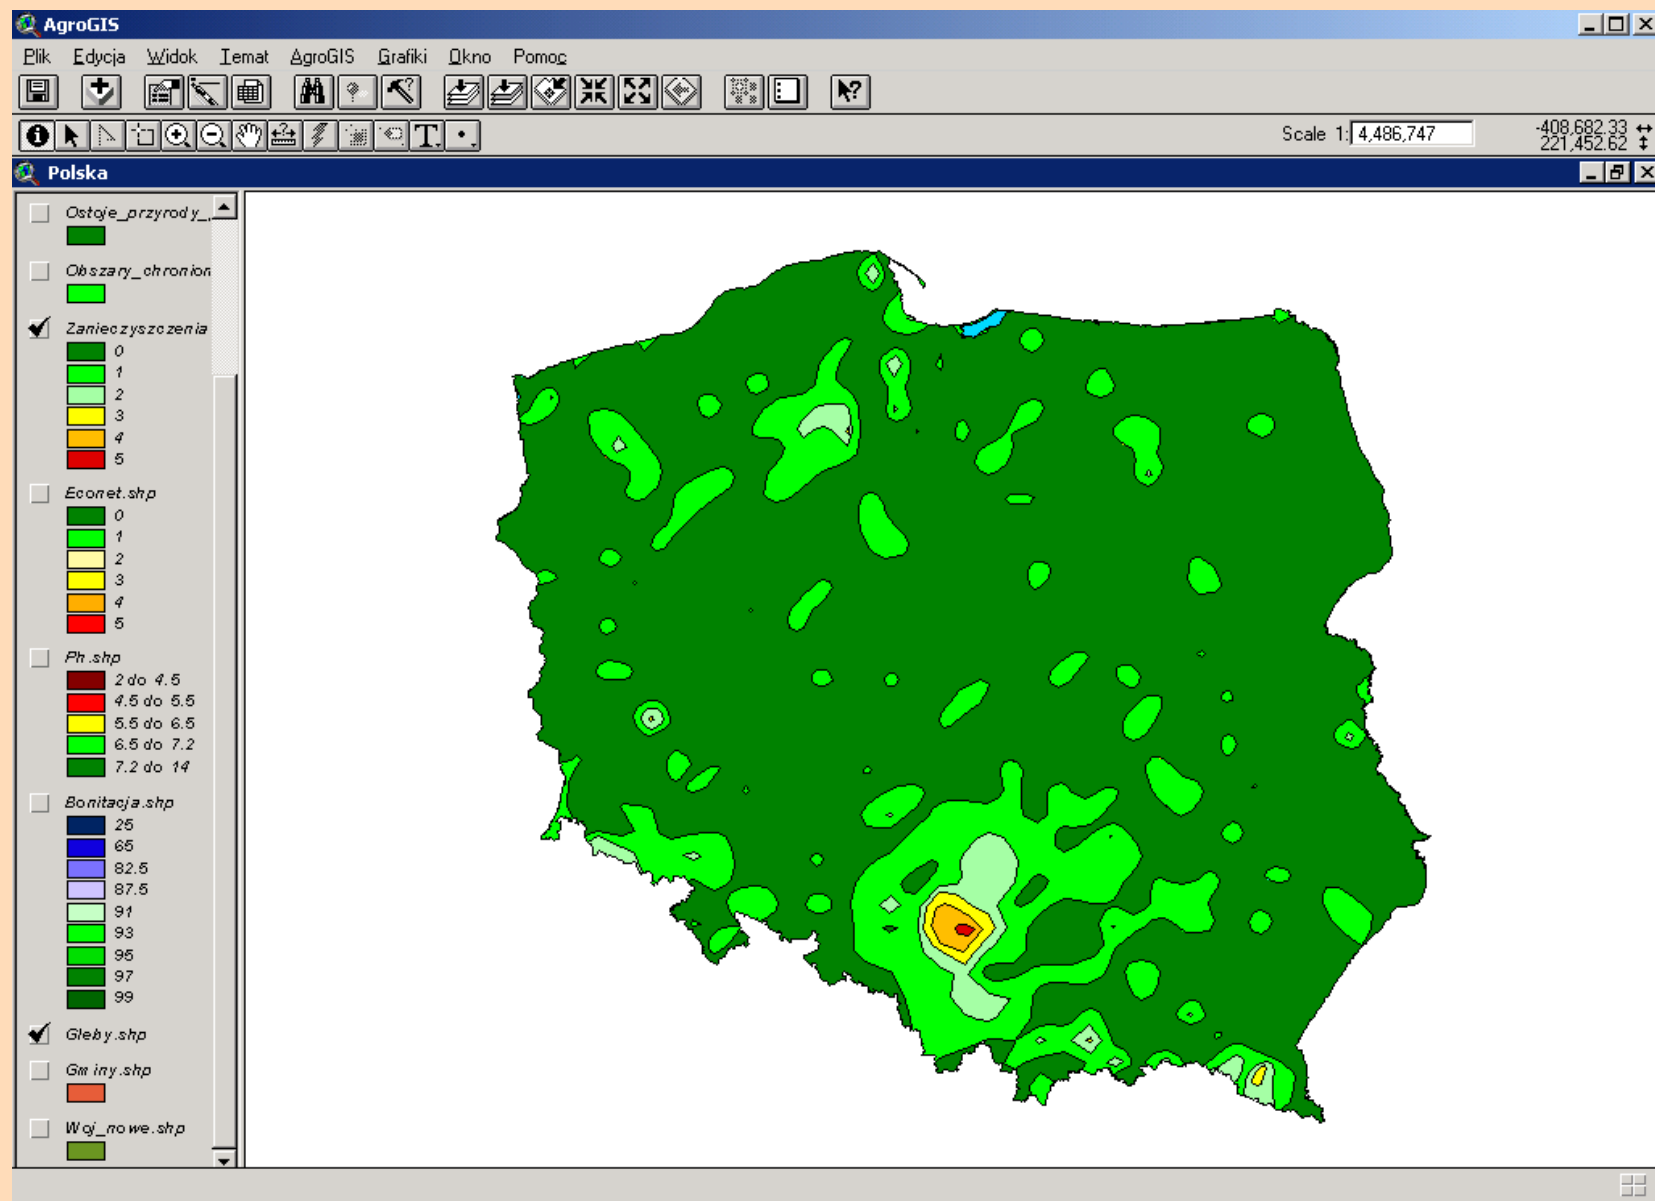 AgroGIS
Plik Edycja Widok Temat AgroGIS Grafiki Okno Pomoc
Scale 1: 4,486,747 -408,682.33
221,452.62
Polska
Ostoje_przyrody_
Obszary_chronion
Zanieczyszczenia
0
1
2
3
4
5
Econet.shp
0
1
2
3
4
5
Ph.shp
2 do 4.5
4.5 do 5.5
5.5 do 6.5
6.5 do 7.2
7.2 do 14
Bonitacja.shp
25
65
82.5
87.5
91
93
95
97
99
Gleby.shp
Gminy.shp
Woj_nowe.shp